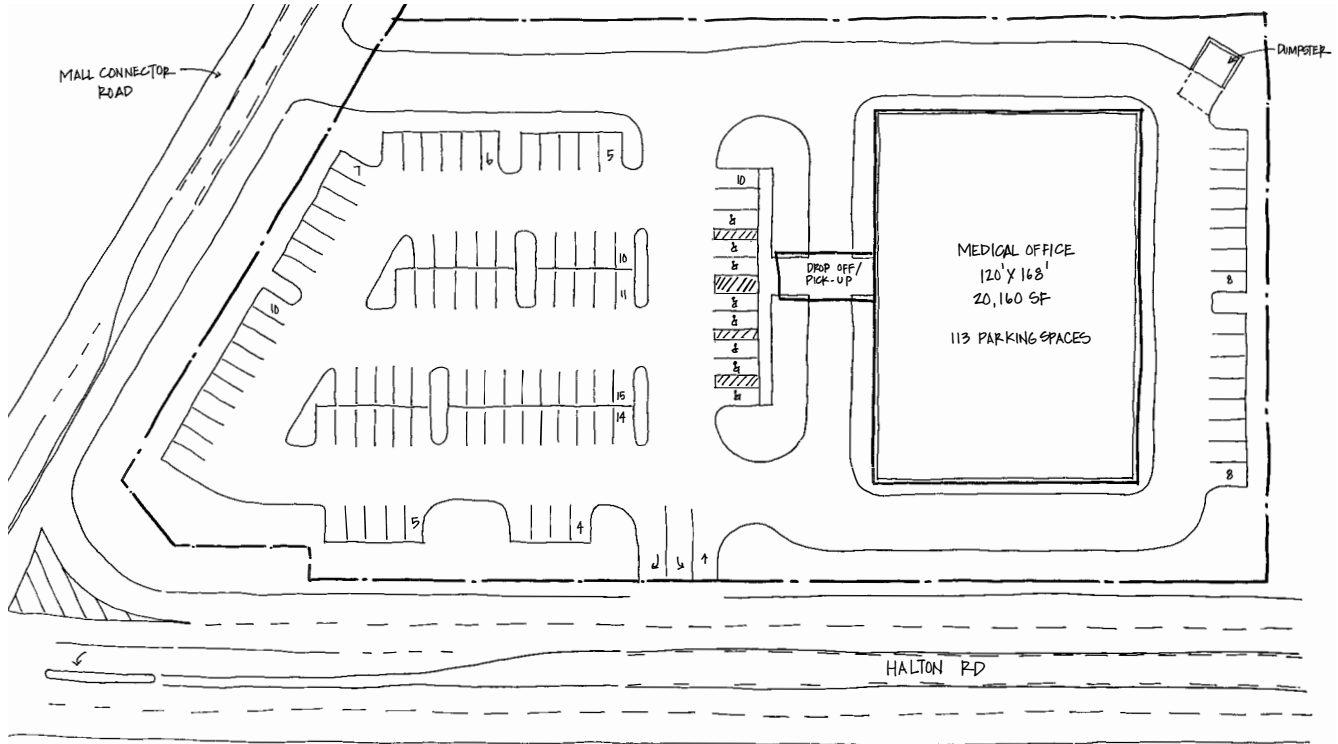 MALL CONNECTOR
ROAD
DUMPSTER
7
6
5
10
10
11
10
15
14
5
4
DROP OFF/
PICK-UP
MEDICAL OFFICE
120' X 168'
20,160 SF
113 PARKING SPACES
8
8
HALTON RD